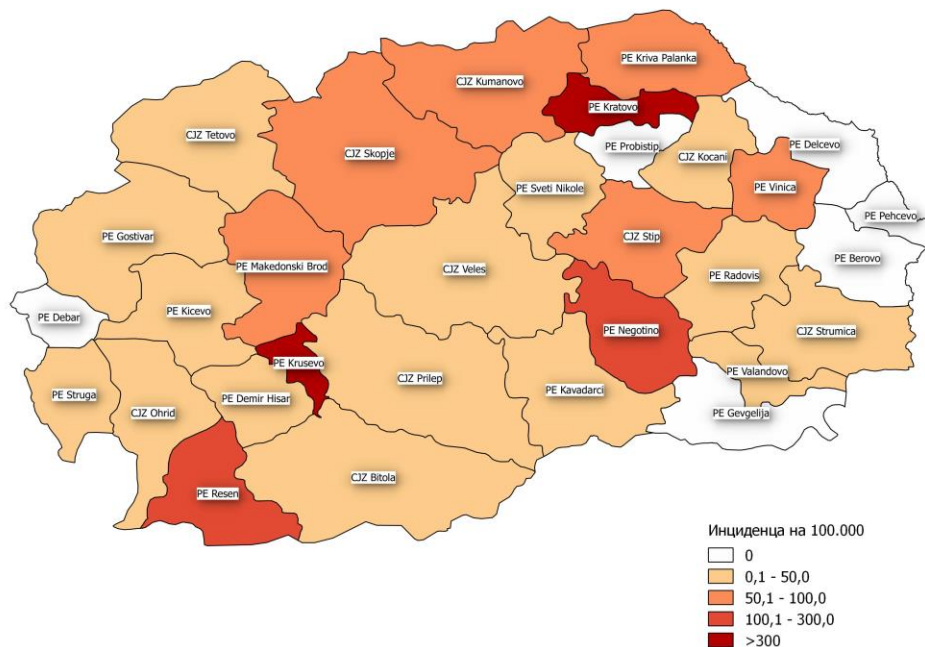 PE Kriva Palanka
CJZ Kumanovo
PE Kratovo
CJZ Tetovo
CJZ Skopje
PE Probistip
PE Delcevo
CJZ Kocani
PE Sveti Nikole
PE Vinica
PE Pehcevo
PE Gostivar
CJZ Stip
PE Makedonski Brod
CJZ Veles
PE Berovo
PE Radovis
PE Debar
PE Kicevo
PE Negotino
CJZ Strumica
PE Krusevo
PE Valandovo
CJZ Prilep
PE Kavadarci
PE Struga
PE Demir Hisar
CJZ Ohrid
PE Gevgelija
CJZ Bitola
PE Resen
Инциденца на 100.000
0
0,1 - 50,0
50,1 - 100,0
100,1 - 300,0
>300